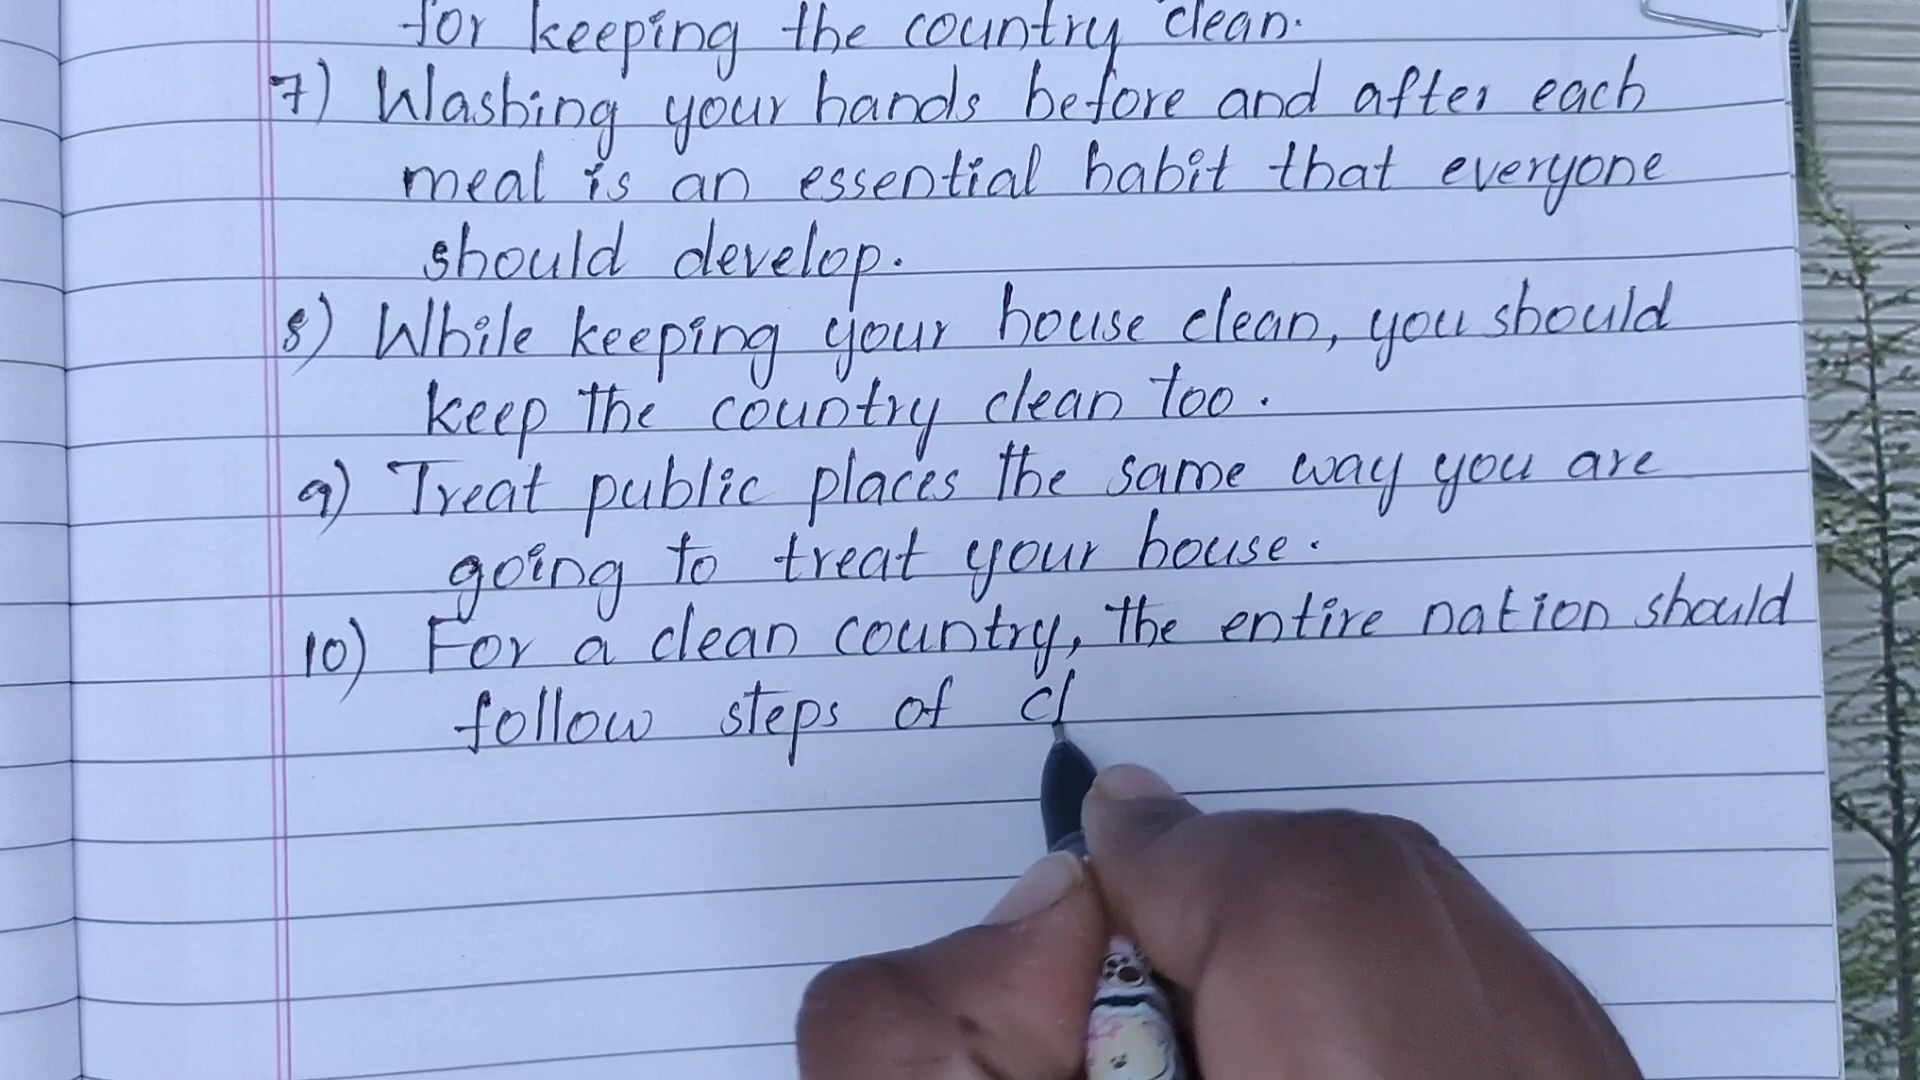 for keeping the country clean.
7) Washing your hands before and after each
meal is an essential habit that everyone
should develop.
8) While keeping your house clean, you should
keep the country clean too.
9) Treat public places the same way you are
going to treat your house.
10) For a clean country, the entire nation should
follow steps of cl